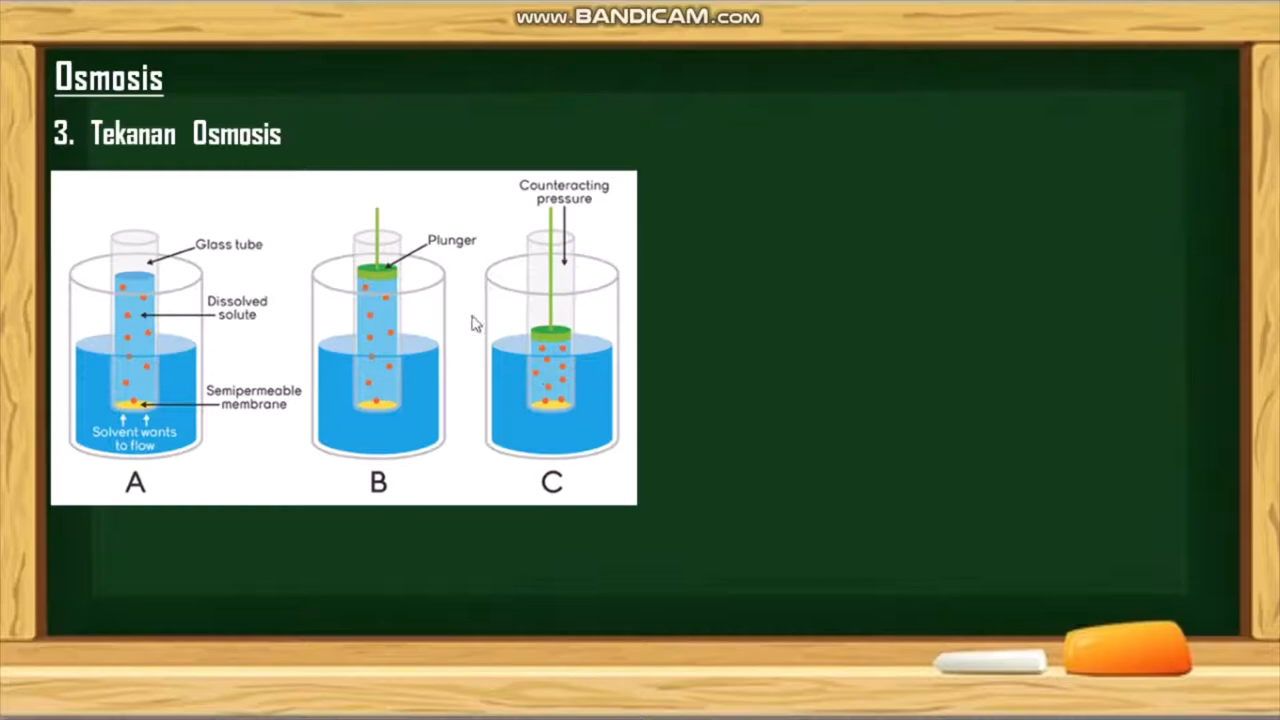 www.BANDICAM.com
Osmosis
3. Tekanan Osmosis
Counteracting
pressure
Glass tube
Plunger
Dissolved
solute
Semipermeable
membrane
Solvent wants
to flow
A
B
C